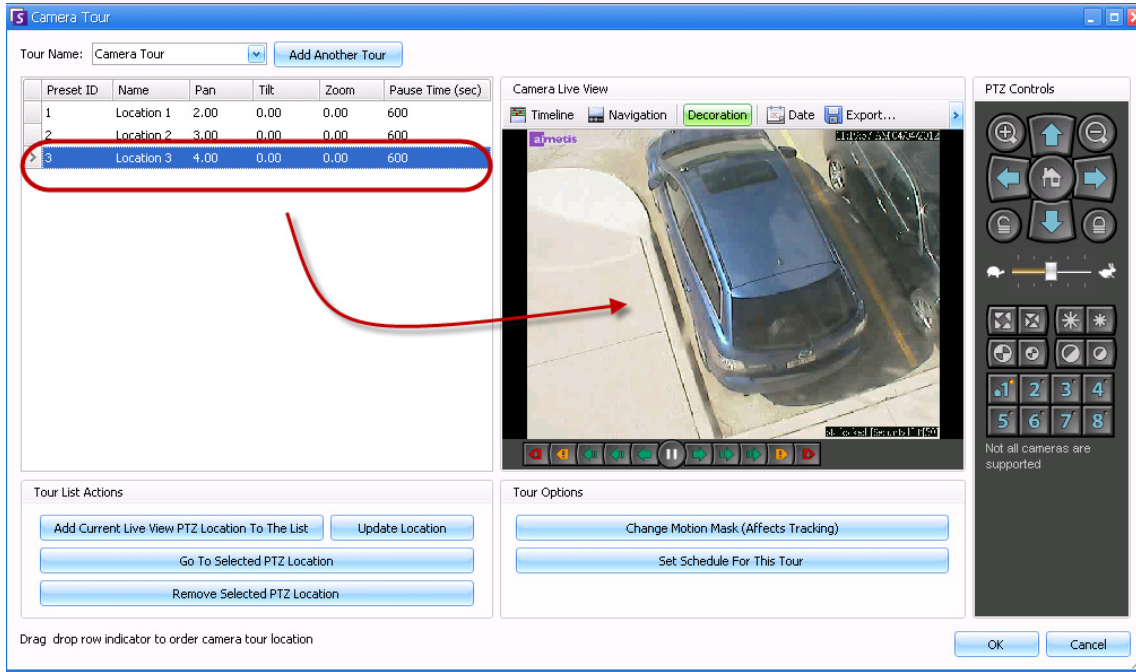 Camera Tour
Tour Name: Camera Tour Add Another Tour
Preset ID Name Pan Tilt Zoom Pause Time (sec)
1 Location 1 2.00 0.00 0.00 600
2 Location 2 3.00 0.00 0.00 600
3 Location 3 4.00 0.00 0.00 600
Camera Live View
Timeline Navigation Decoration Date Export...
aimetis
PTZ Controls
1 2 3 4
5 6 7 8
Not all cameras are
supported
Tour List Actions
Add Current Live View PTZ Location To The List Update Location
Go To Selected PTZ Location
Remove Selected PTZ Location
Tour Options
Change Motion Mask (Affects Tracking)
Set Schedule For This Tour
Drag drop row indicator to order camera tour location
OK Cancel